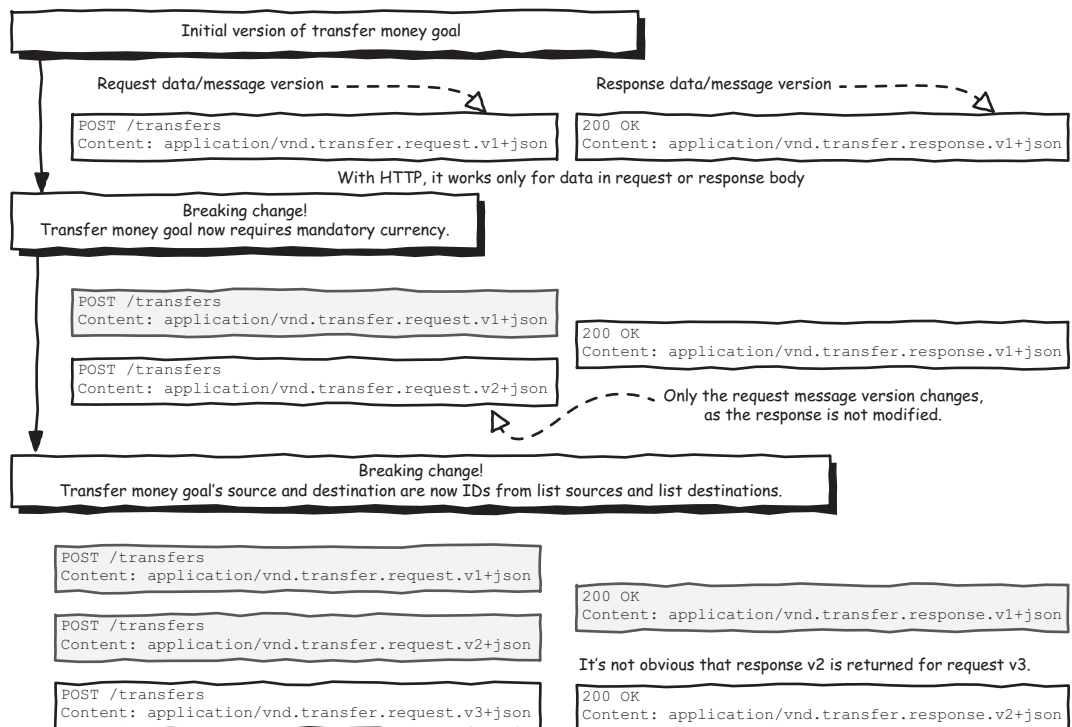 Initial version of transfer money goal
Request data/message version
Response data/message version
POST /transfers
Content: application/vnd.transfer.request.v1+json
200 OK
Content: application/vnd.transfer.response.v1+json
With HTTP, it works only for data in request or response body
Breaking change!
Transfer money goal now requires mandatory currency.
POST /transfers
Content: application/vnd.transfer.request.v1+json
200 OK
Content: application/vnd.transfer.response.v1+json
POST /transfers
Content: application/vnd.transfer.request.v2+json
Only the request message version changes,
as the response is not modified.
Breaking change!
Transfer money goal's source and destination are now IDs from list sources and list destinations.
POST /transfers
Content: application/vnd.transfer.request.v1+json
200 OK
Content: application/vnd.transfer.response.v1+json
POST /transfers
Content: application/vnd.transfer.request.v2+json
It's not obvious that response v2 is returned for request v3.
POST /transfers
Content: application/vnd.transfer.request.v3+json
200 OK
Content: application/vnd.transfer.response.v2+json